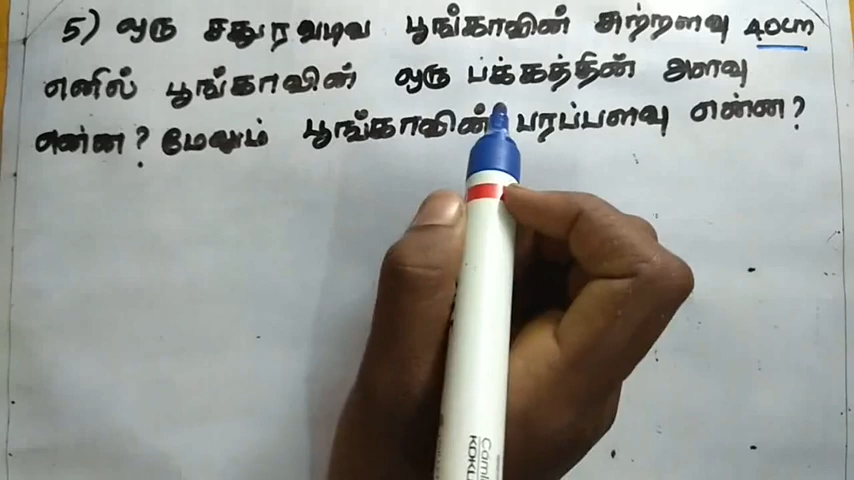 5) ஒரு சதுர வடிவ பூங்காவின் சுற்றளவு 40cm
எனில் பூங்காவின் ஒரு பக்கத்தின் அளவு
என்ன? மேலும் பூங்காவின் பரப்பளவு என்ன?